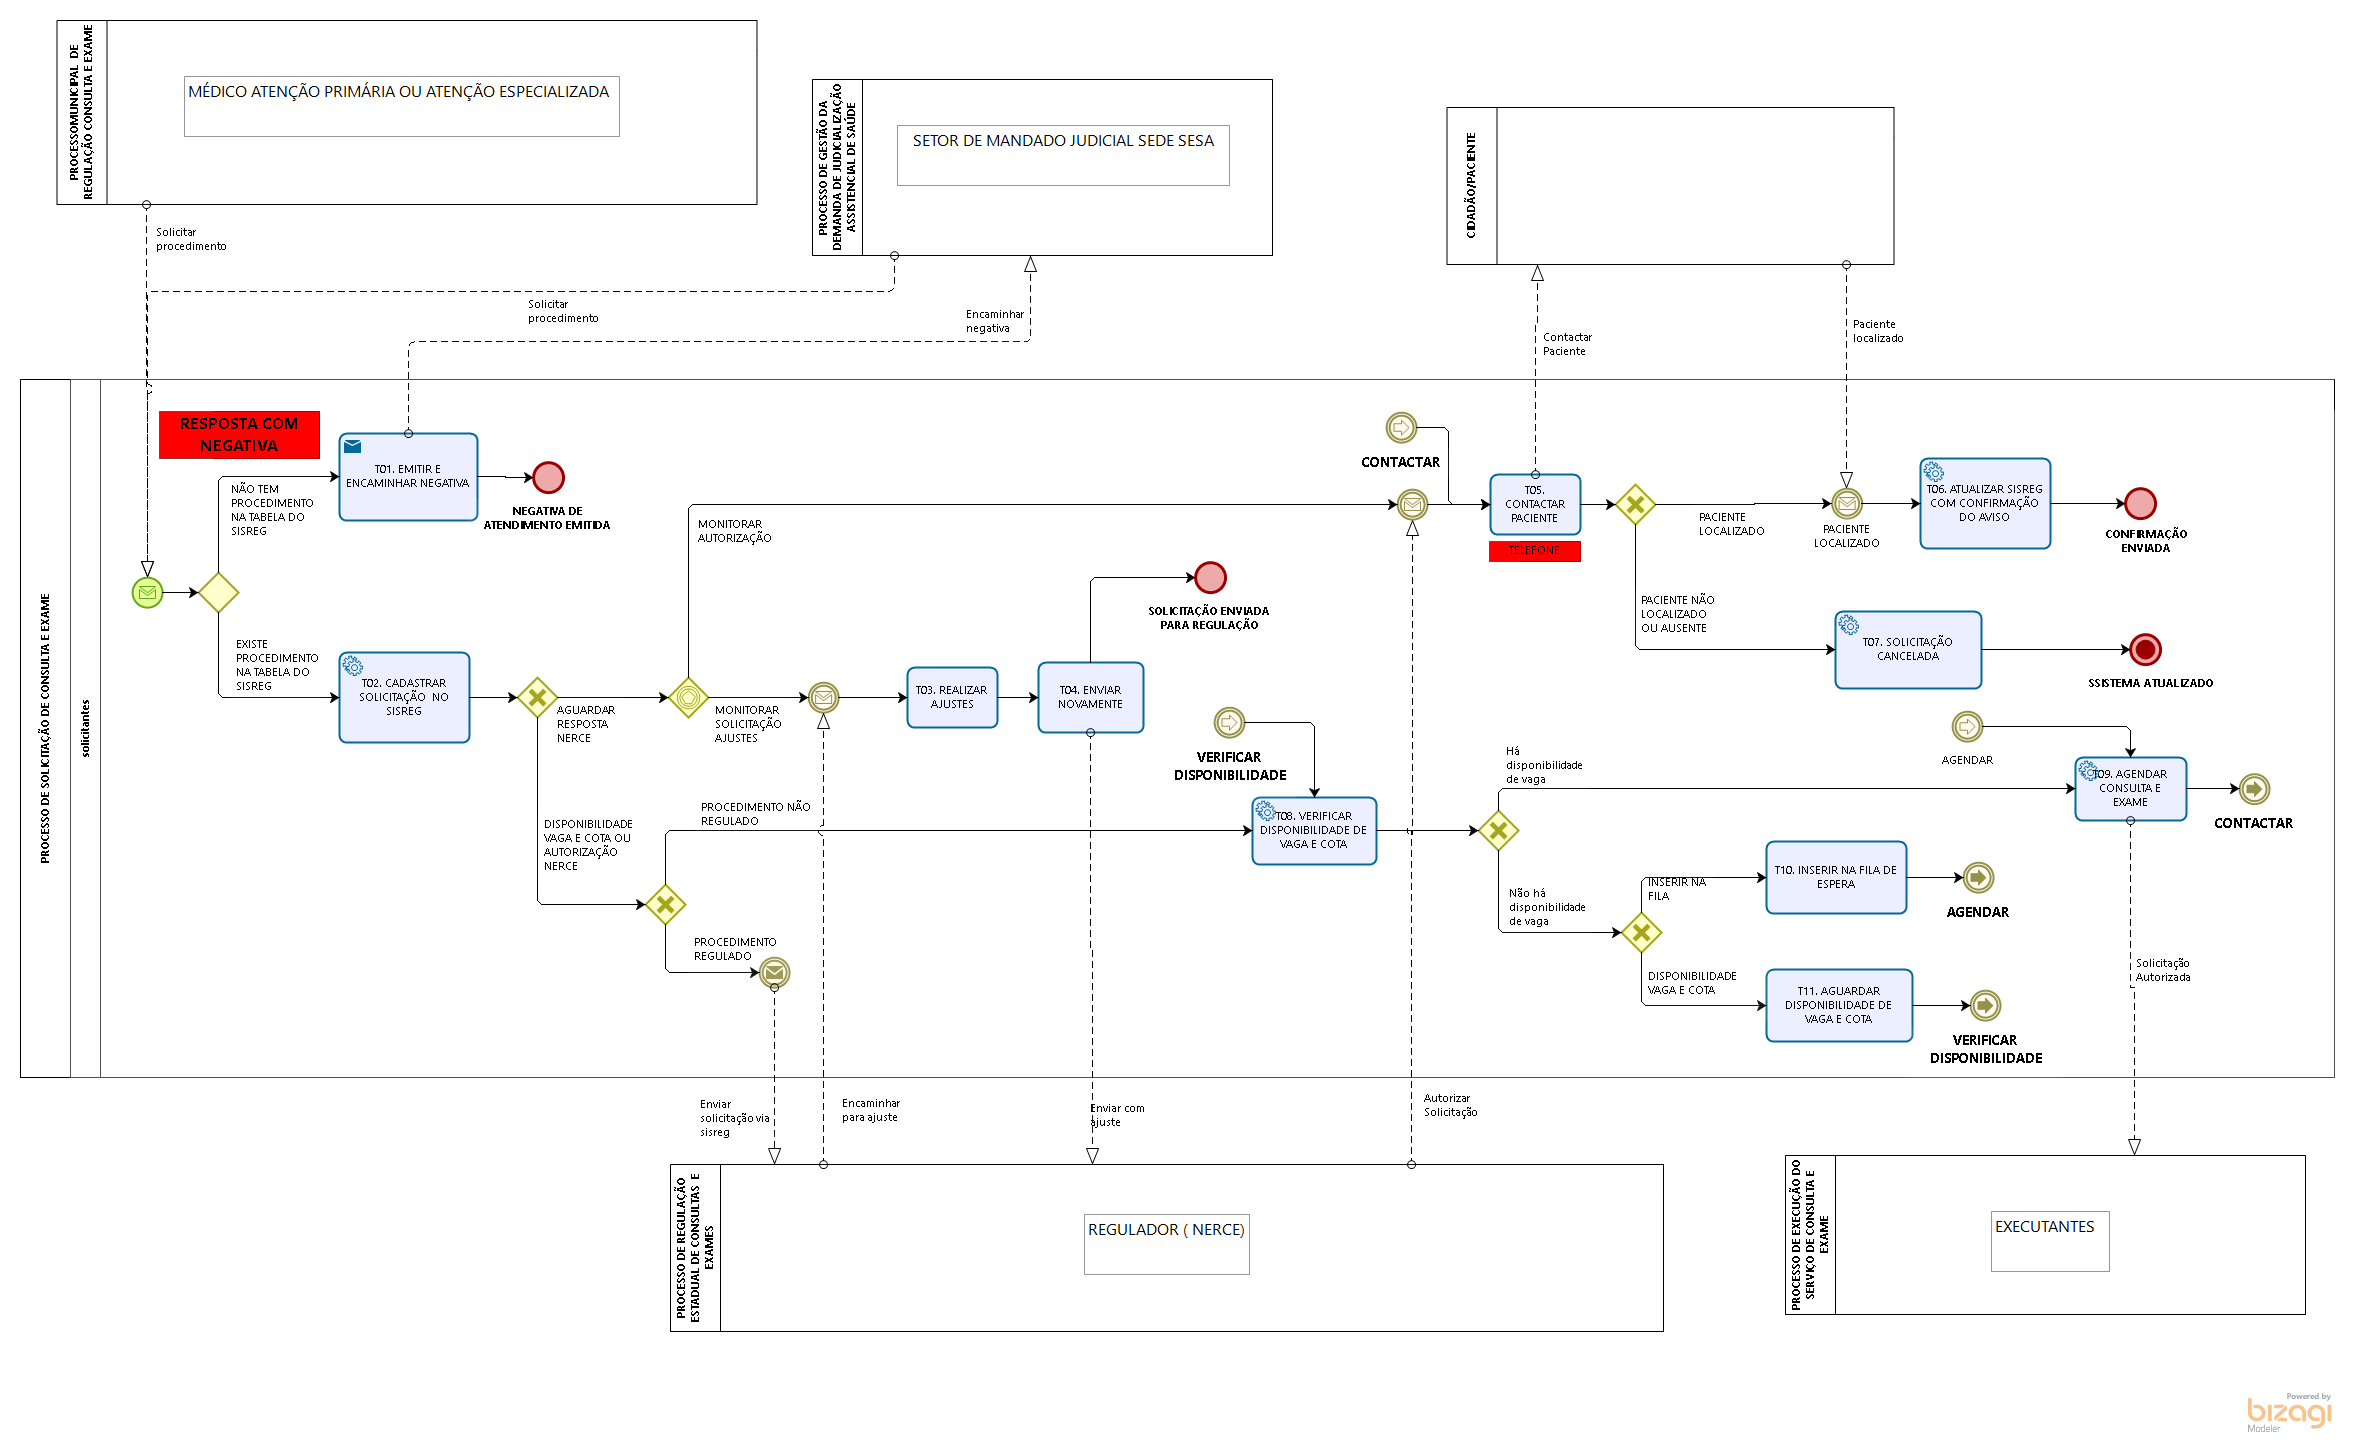 PROCESSOMUNICIPAL DE
REGULAÇÃO CONSULTA E EXAME
MÉDICO ATENÇÃO PRIMÁRIA OU ATENÇÃO ESPECIALIZADA
PROCESSO DE GESTÃO DA
DEMANDA DE JUDICIALIZAÇÃO
ASSISTENCIAL DE SAÚDE
SETOR DE MANDADO JUDICIAL SEDE SESA
CIDADÃO/PACIENTE
Solicitar
procedimento
Solicitar
procedimento
Encaminhar
negativa
Contactar
Paciente
Paciente
localizado
PROCESSO DE SOLICITAÇÃO DE CONSULTA E EXAME
solicitantes
RESPOSTA COM
NEGATIVA
NÃO TEM
PROCEDIMENTO
NA TABELA DO
SISREG
T01. EMITIR E
ENCAMINHAR NEGATIVA
NEGATIVA DE
ATENDIMENTO EMITIDA
EXISTE
PROCEDIMENTO
NA TABELA DO
SISREG
T02. CADASTRAR
SOLICITAÇÃO NO
SISREG
AGUARDAR
RESPOSTA
NERCE
MONITORAR
AUTORIZAÇÃO
MONITORAR
SOLICITAÇÃO
AJUSTES
T03. REALIZAR
AJUSTES
T04. ENVIAR
NOVAMENTE
SOLICITAÇÃO ENVIADA
PARA REGULAÇÃO
CONTACTAR
T05.
CONTACTAR
PACIENTE
TELEFONE
PACIENTE
LOCALIZADO
PACIENTE
LOCALIZADO
T06. ATUALIZAR SISREG
COM CONFIRMAÇÃO
DO AVISO
CONFIRMAÇÃO
ENVIADA
PACIENTE NÃO
LOCALIZADO
OU AUSENTE
T07. SOLICITAÇÃO
CANCELADA
SSISTEMA ATUALIZADO
DISPONIBILIDADE
VAGA E COTA OU
AUTORIZAÇÃO
NERCE
PROCEDIMENTO NÃO
REGULADO
PROCEDIMENTO
REGULADO
VERIFICAR
DISPONIBILIDADE
T08. VERIFICAR
DISPONIBILIDADE DE
VAGA E COTA
Há
disponibilidade
de vaga
Não há
disponibilidade
de vaga
AGENDAR
T09. AGENDAR
CONSULTA E
EXAME
CONTACTAR
INSERIR NA
FILA
T10. INSERIR NA FILA DE
ESPERA
AGENDAR
DISPONIBILIDADE
VAGA E COTA
T11. AGUARDAR
DISPONIBILIDADE DE
VAGA E COTA
VERIFICAR
DISPONIBILIDADE
Solicitação
Autorizada
Enviar
solicitação via
sisreg
Encaminhar
para ajuste
Enviar com
ajuste
Autorizar
Solicitação
PROCESSO DE REGULAÇÃO
ESTADUAL DE CONSULTAS E
EXAMES
REGULADOR ( NERCE)
PROCESSO DE EXECUÇÃO DO
SERVIÇO DE CONSULTA E
EXAME
EXECUTANTES
Powered by
bizagi
Modeler